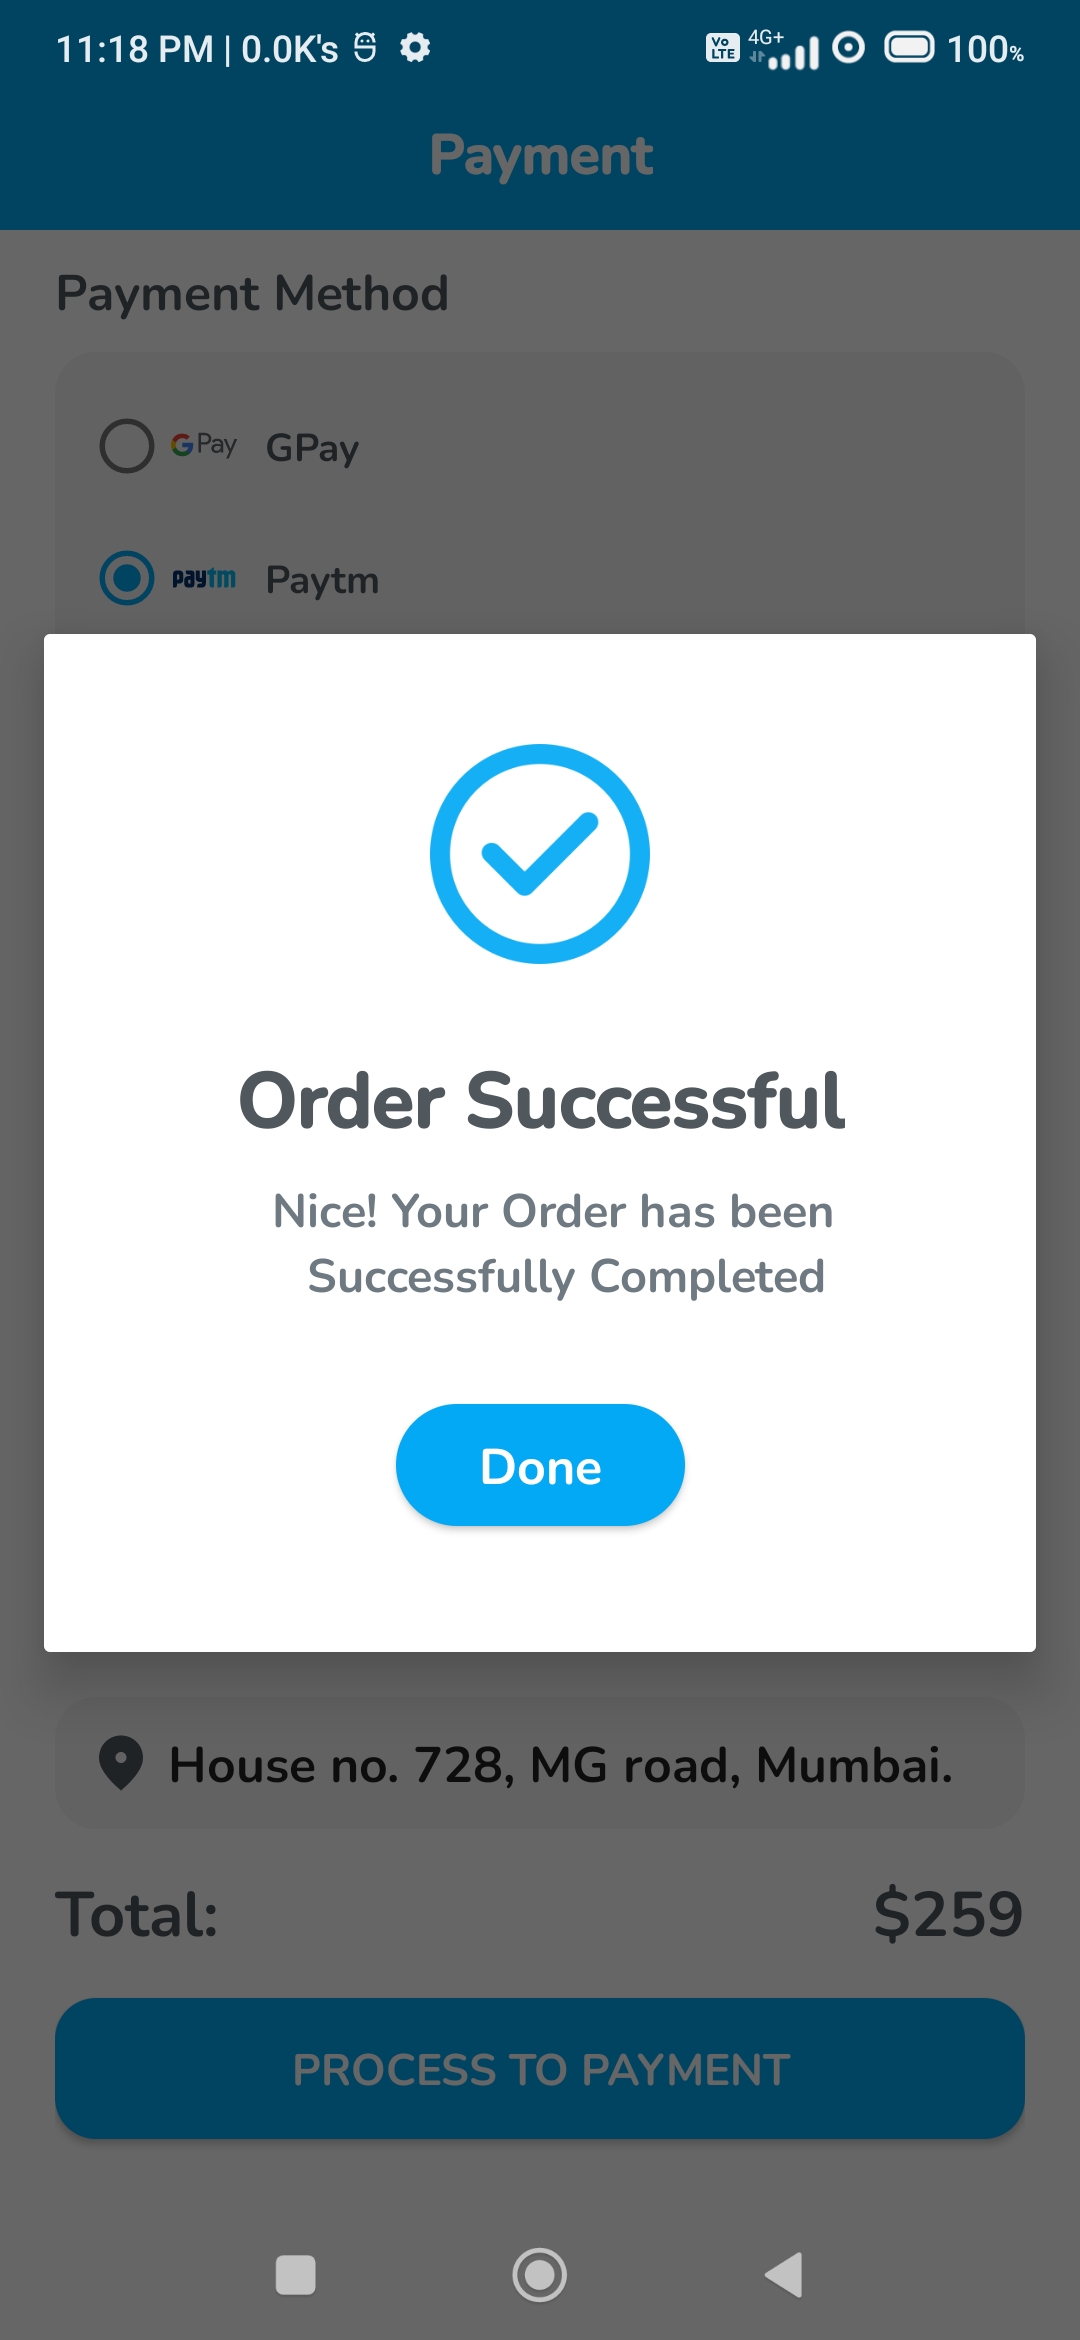 11:18 PM | 0.0K's Vo LTE 4G+ 100%
Payment
Payment Method
G Pay GPay
paytm Paytm
Order Successful
Nice! Your Order has been
Successfully Completed
Done
House no. 728, MG road, Mumbai.
Total: $259
PROCESS TO PAYMENT